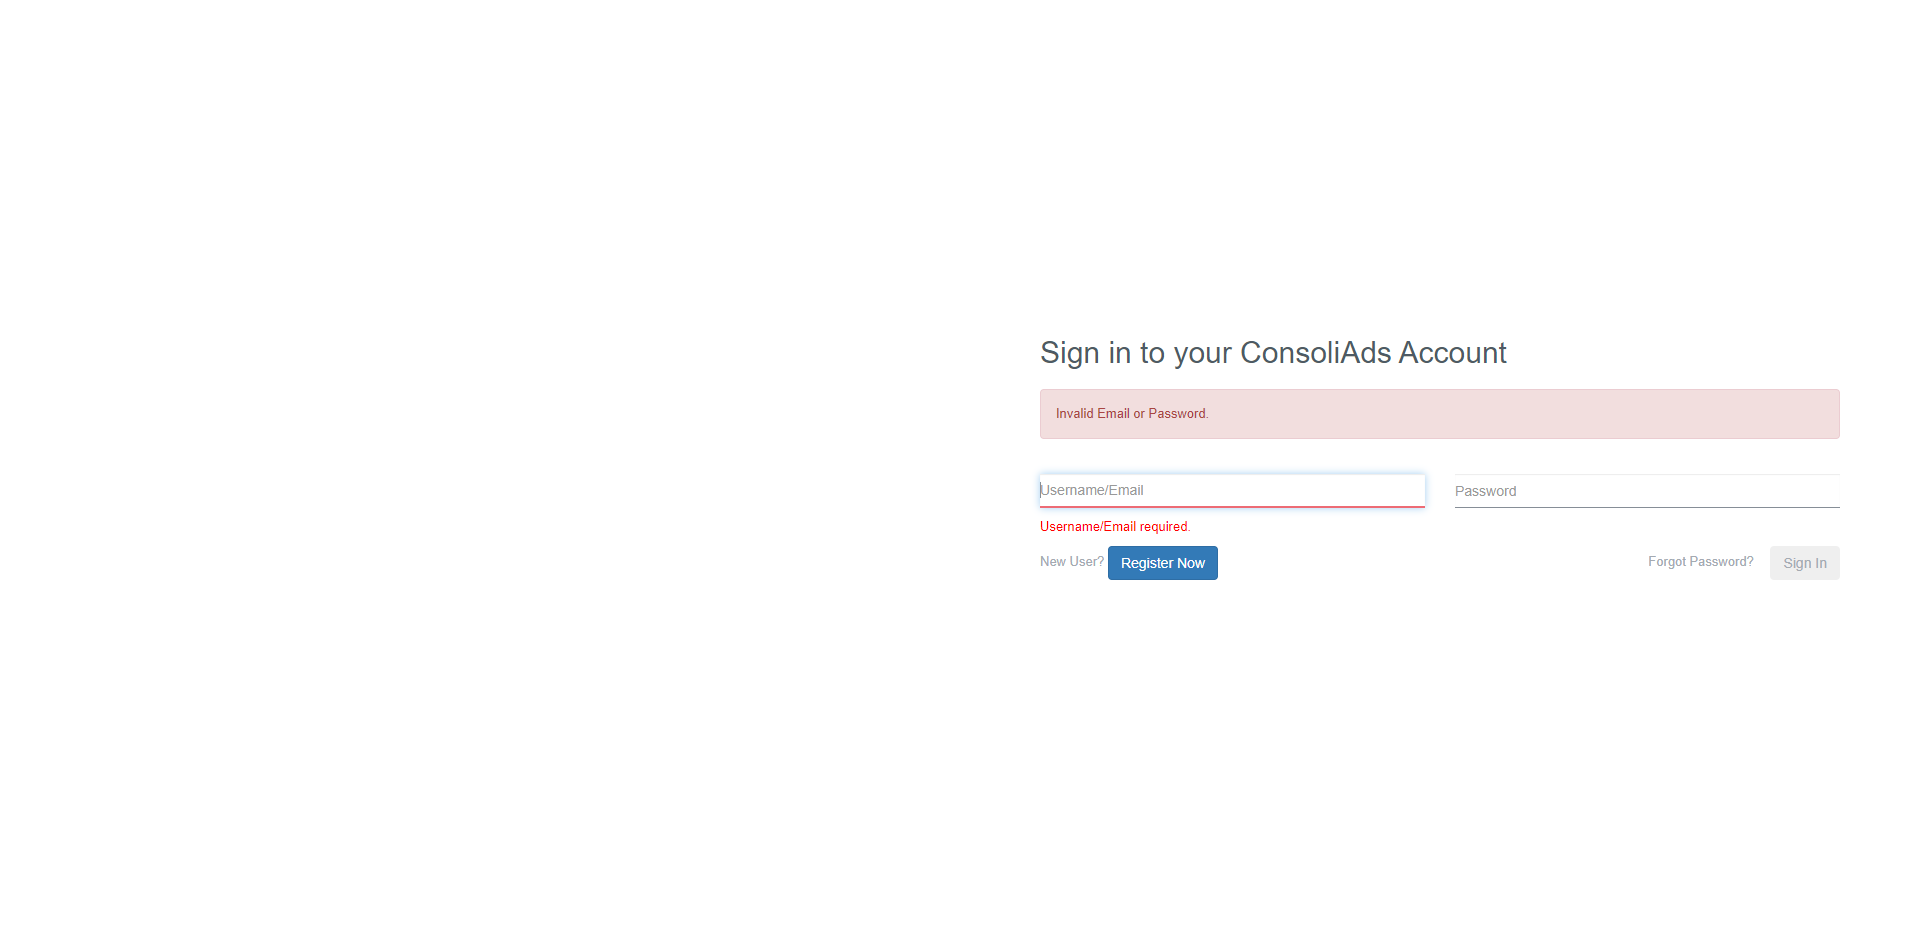 Sign in to your ConsoliAds Account
Invalid Email or Password.
Username/Email
Password
Username/Email required.
New User? Register Now
Forgot Password? Sign In